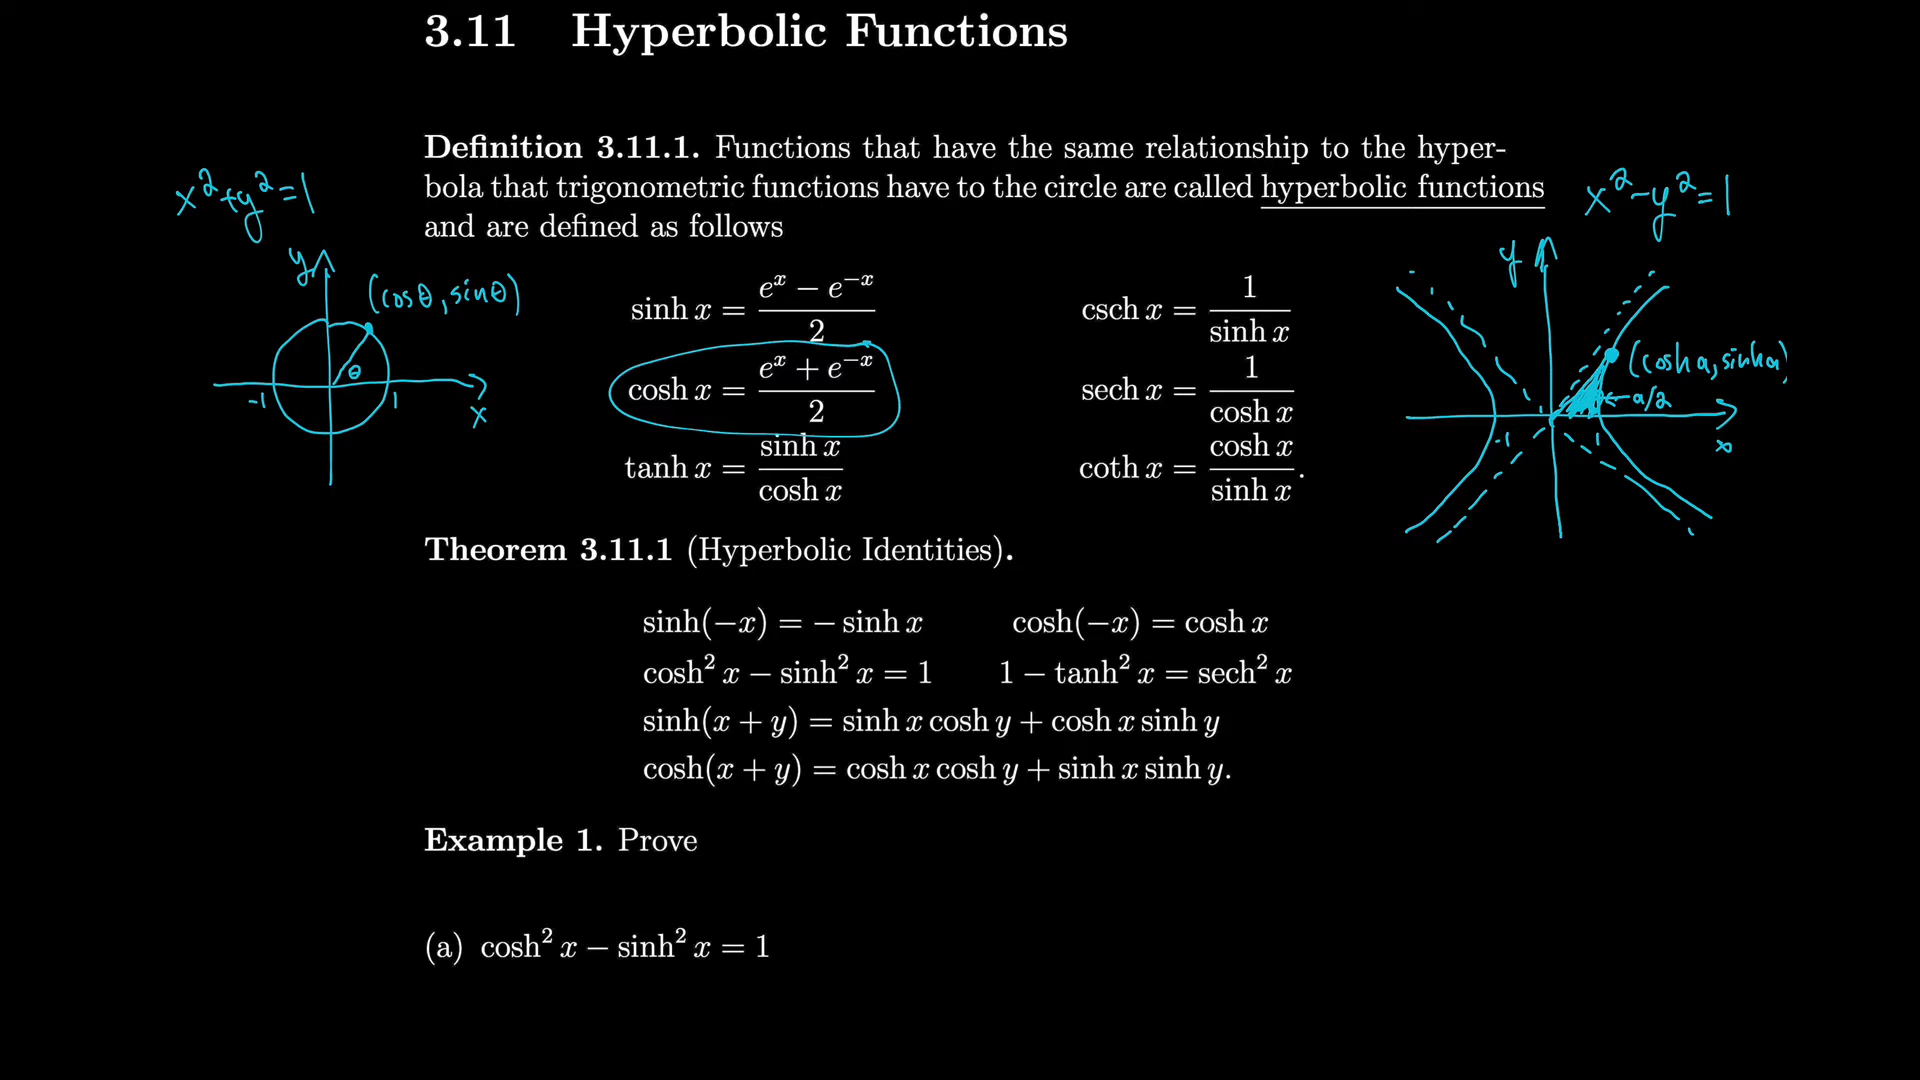 3.11 Hyperbolic Functions
Definition 3.11.1. Functions that have the same relationship to the hyper-
bola that trigonometric functions have to the circle are called hyperbolic functions
and are defined as follows
x²+y²=1
y
(cosθ, sinθ)
θ
-1
1
x
sinh x = (eˣ − e⁻ˣ)/2
csch x = 1/sinh x
cosh x = (eˣ + e⁻ˣ)/2
sech x = 1/cosh x
tanh x = sinh x/cosh x
coth x = cosh x/sinh x.
x²-y²=1
y
(cosh a, sinh a)
a/2
-1
1
x
Theorem 3.11.1 (Hyperbolic Identities).
sinh(−x) = − sinh x cosh(−x) = cosh x
cosh² x − sinh² x = 1 1 − tanh² x = sech² x
sinh(x + y) = sinh x cosh y + cosh x sinh y
cosh(x + y) = cosh x cosh y + sinh x sinh y.
Example 1. Prove
(a) cosh² x − sinh² x = 1